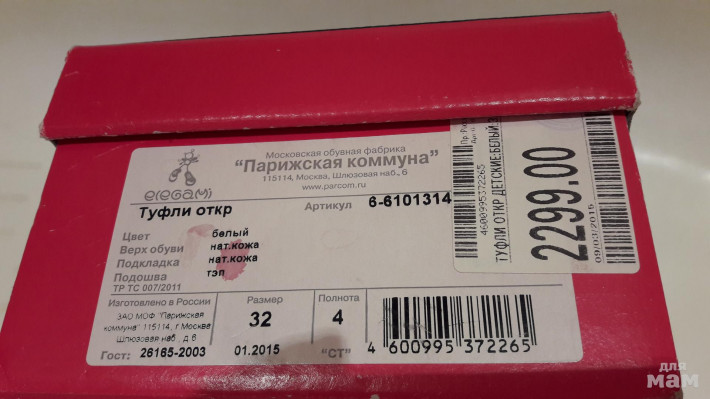 Московская обувная фабрика
"Парижская коммуна"
115114, Москва, Шлюзовая наб., 6
www.parcom.ru
elegami
Туфли откр Артикул 6-6101314
Цвет белый
Верх обуви нат.кожа
Подкладка нат.кожа
Подошва тэп
ТР ТС 007/2011
Изготовлено в России
ЗАО МОФ "Парижская
коммуна" 115114, г Москва
Шлюзовая наб., д.6
Гост: 26165-2003
Размер
32
01.2015
Полнота
4
"СТ"
4 600995 372265
4600995372265
ТУФЛИ ОТКР ДЕТСКИЕ:БЕЛЫЙ
2299.00
для
мам